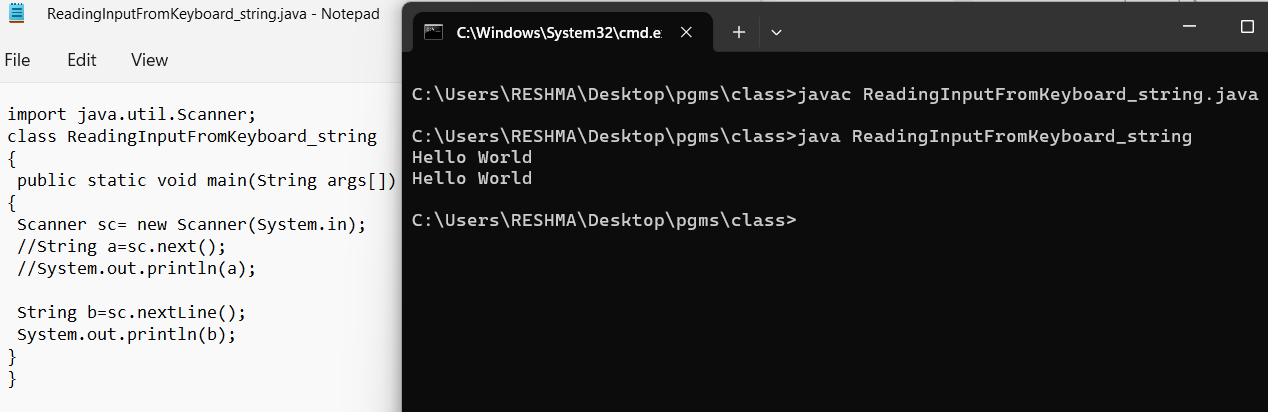 ReadingInputFromKeyboard_string.java - Notepad
File Edit View
import java.util.Scanner;
class ReadingInputFromKeyboard_string
{
public static void main(String args[])
{
Scanner sc= new Scanner(System.in);
//String a=sc.next();
//System.out.println(a);
String b=sc.nextLine();
System.out.println(b);
}
}
C:\Windows\System32\cmd.e
C:\Users\RESHMA\Desktop\pgms\class>javac ReadingInputFromKeyboard_string.java
C:\Users\RESHMA\Desktop\pgms\class>java ReadingInputFromKeyboard_string
Hello World
Hello World
C:\Users\RESHMA\Desktop\pgms\class>